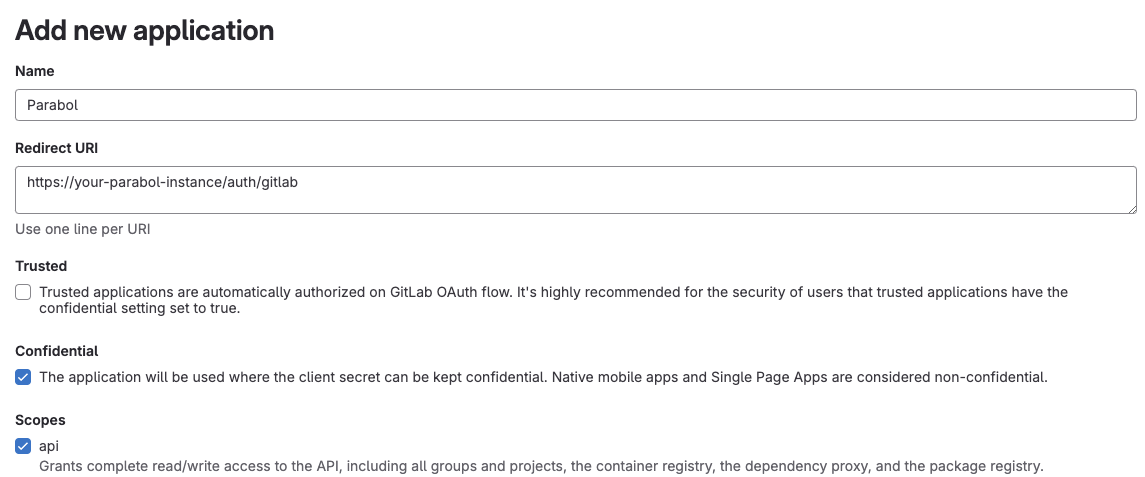 Add new application
Name
Parabol
Redirect URI
https://your-parabol-instance/auth/gitlab
Use one line per URI
Trusted
Trusted applications are automatically authorized on GitLab OAuth flow. It's highly recommended for the security of users that trusted applications have the
confidential setting set to true.
Confidential
The application will be used where the client secret can be kept confidential. Native mobile apps and Single Page Apps are considered non-confidential.
Scopes
api
Grants complete read/write access to the API, including all groups and projects, the container registry, the dependency proxy, and the package registry.